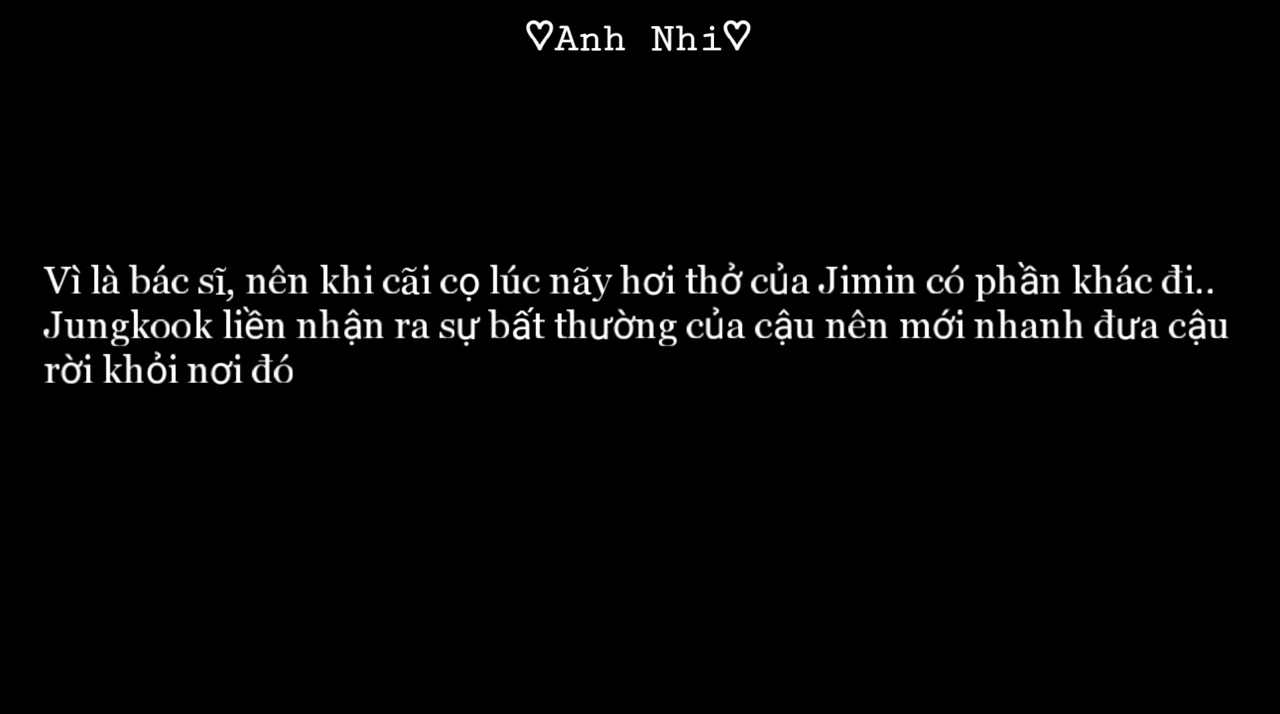 ♡Anh Nhi♡
Vì là bác sĩ, nên khi cãi cọ lúc nãy hơi thở của Jimin có phần khác đi..
Jungkook liền nhận ra sự bất thường của cậu nên mới nhanh đưa cậu
rời khỏi nơi đó